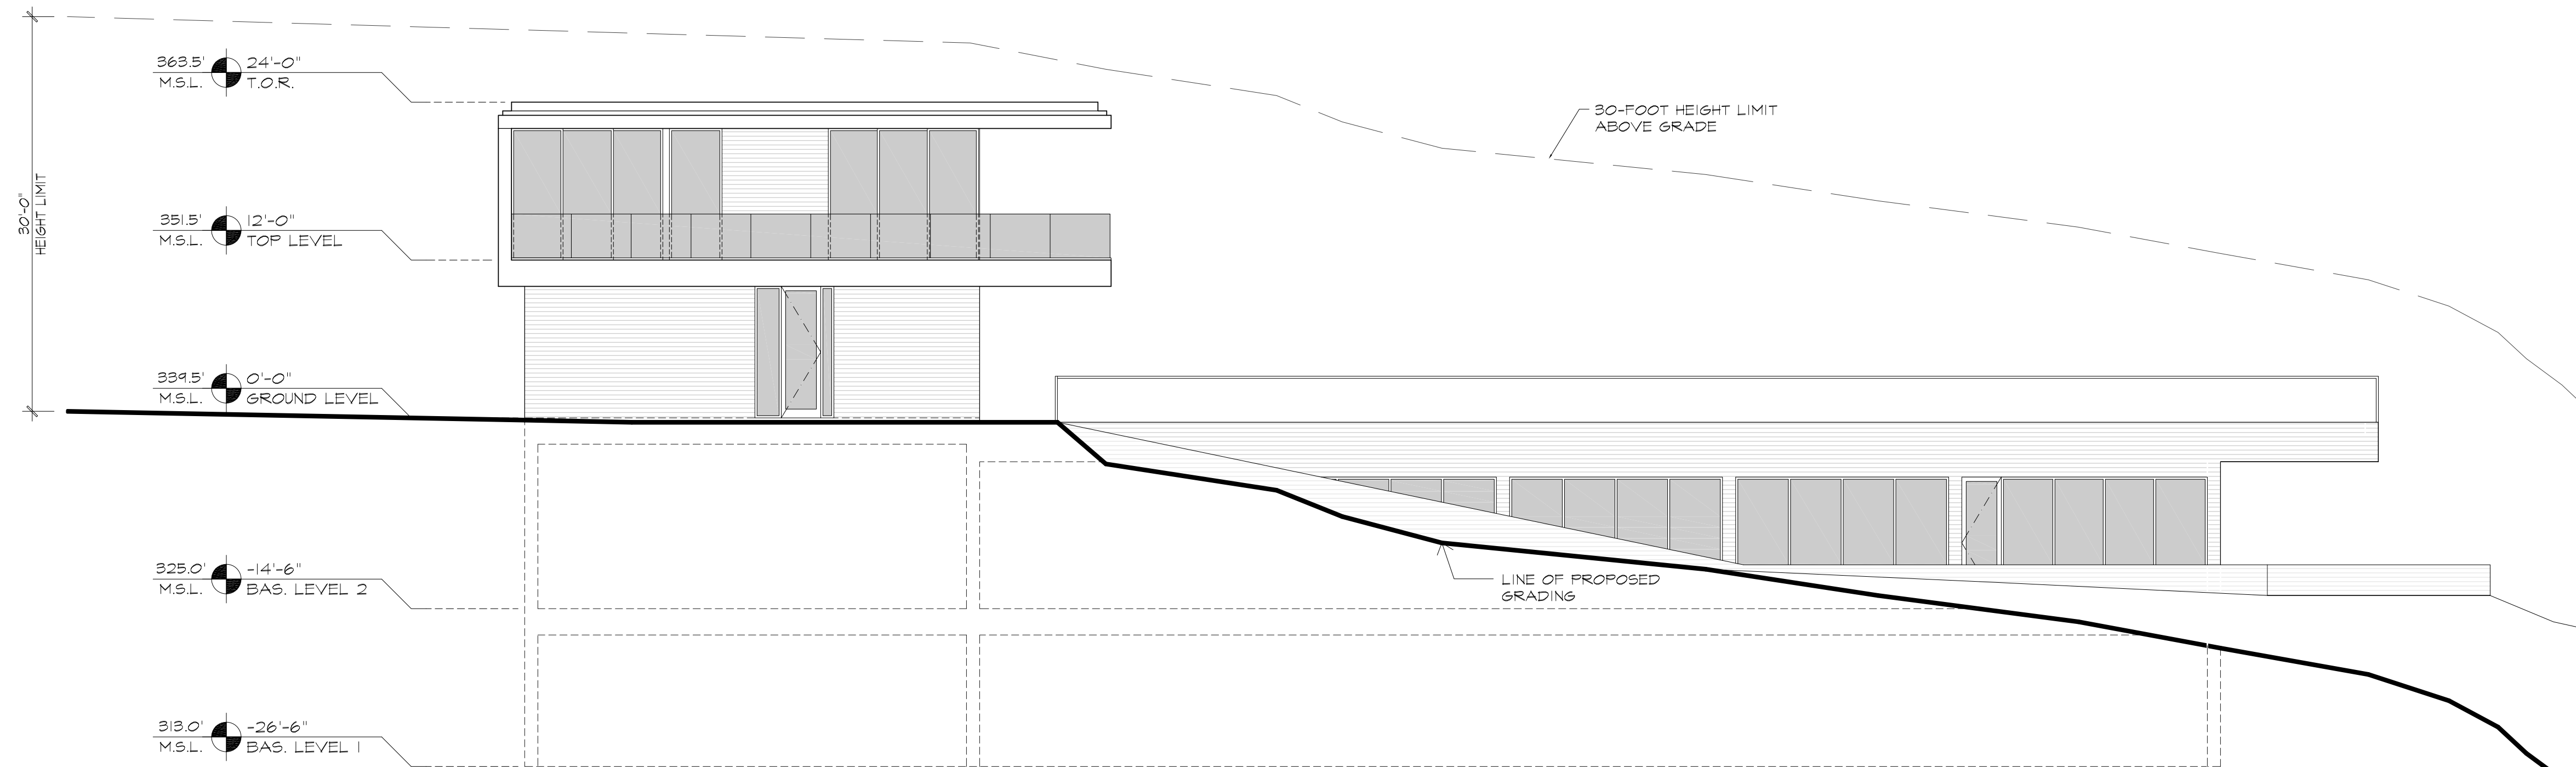 363.5' 24'-0"
M.S.L. T.O.R.
30-FOOT HEIGHT LIMIT
ABOVE GRADE
30'-0"
HEIGHT LIMIT
351.5' 12'-0"
M.S.L. TOP LEVEL
339.5' 0'-0"
M.S.L. GROUND LEVEL
325.0' -14'-6"
M.S.L. BAS. LEVEL 2
LINE OF PROPOSED
GRADING
313.0' -26'-6"
M.S.L. BAS. LEVEL 1